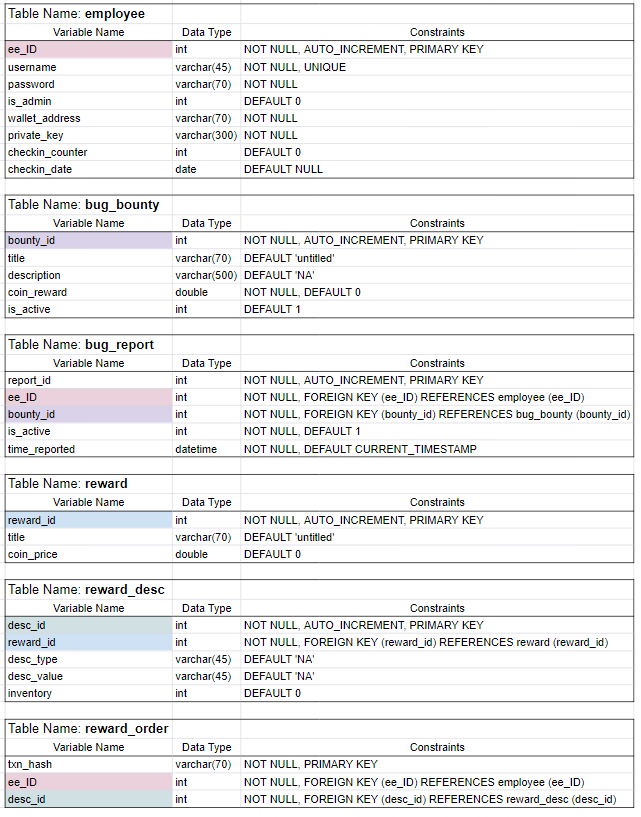 Table Name: employee
Variable Name Data Type Constraints
ee_ID int NOT NULL, AUTO_INCREMENT, PRIMARY KEY
username varchar(45) NOT NULL, UNIQUE
password varchar(70) NOT NULL
is_admin int DEFAULT 0
wallet_address varchar(70) NOT NULL
private_key varchar(300) NOT NULL
checkin_counter int DEFAULT 0
checkin_date date DEFAULT NULL
Table Name: bug_bounty
Variable Name Data Type Constraints
bounty_id int NOT NULL, AUTO_INCREMENT, PRIMARY KEY
title varchar(70) DEFAULT 'untitled'
description varchar(500) DEFAULT 'NA'
coin_reward double NOT NULL, DEFAULT 0
is_active int DEFAULT 1
Table Name: bug_report
Variable Name Data Type Constraints
report_id int NOT NULL, AUTO_INCREMENT, PRIMARY KEY
ee_ID int NOT NULL, FOREIGN KEY (ee_ID) REFERENCES employee (ee_ID)
bounty_id int NOT NULL, FOREIGN KEY (bounty_id) REFERENCES bug_bounty (bounty_id)
is_active int NOT NULL, DEFAULT 1
time_reported datetime NOT NULL, DEFAULT CURRENT_TIMESTAMP
Table Name: reward
Variable Name Data Type Constraints
reward_id int NOT NULL, AUTO_INCREMENT, PRIMARY KEY
title varchar(70) DEFAULT 'untitled'
coin_price double DEFAULT 0
Table Name: reward_desc
Variable Name Data Type Constraints
desc_id int NOT NULL, AUTO_INCREMENT, PRIMARY KEY
reward_id int NOT NULL, FOREIGN KEY (reward_id) REFERENCES reward (reward_id)
desc_type varchar(45) DEFAULT 'NA'
desc_value varchar(45) DEFAULT 'NA'
inventory int DEFAULT 0
Table Name: reward_order
Variable Name Data Type Constraints
txn_hash varchar(70) NOT NULL, PRIMARY KEY
ee_ID int NOT NULL, FOREIGN KEY (ee_ID) REFERENCES employee (ee_ID)
desc_id int NOT NULL, FOREIGN KEY (desc_id) REFERENCES reward_desc (desc_id)